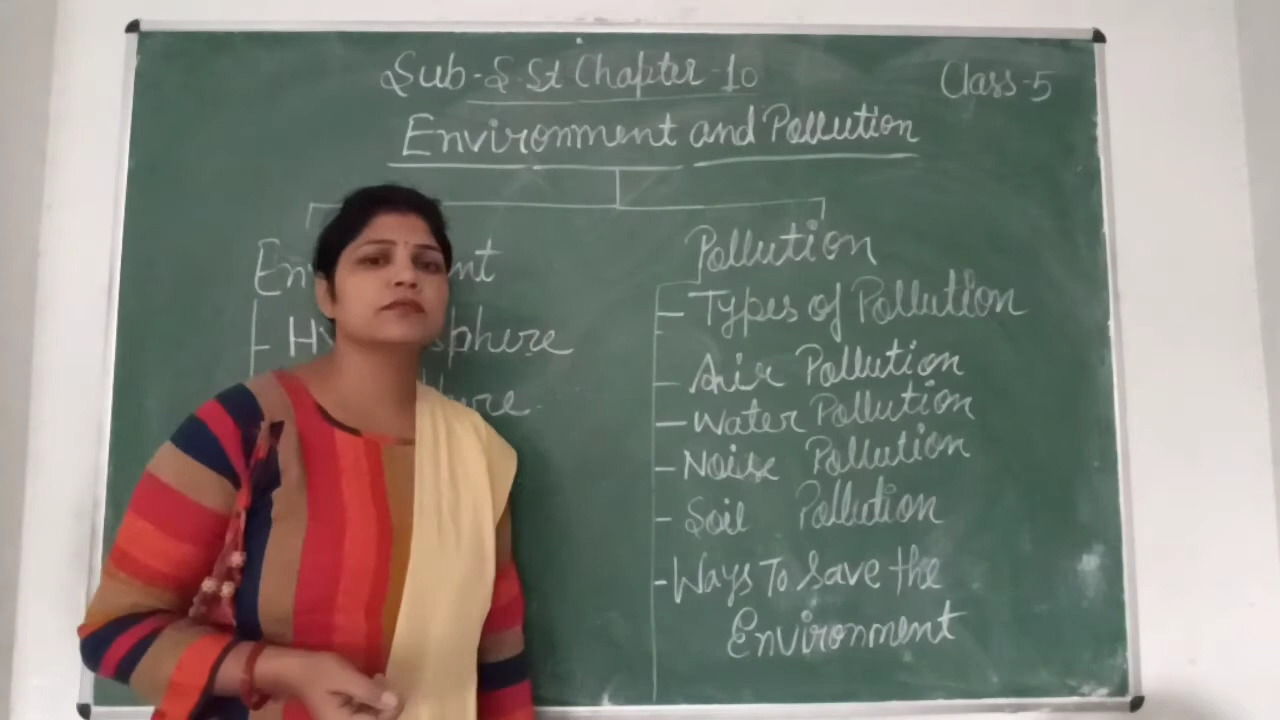 Sub-S.St Chapter-10
Class-5
Environment and Pollution
Pollution
- Types of Pollution
- Air Pollution
- Water Pollution
- Noise Pollution
- Soil Pollution
- Ways To Save the
Environment